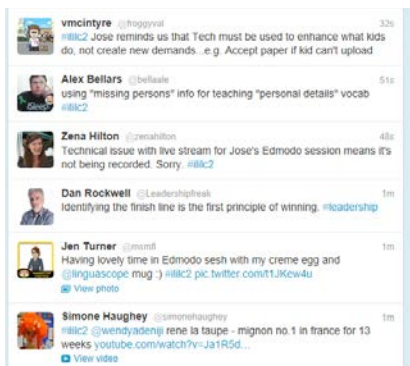 vmcintyre @froggyval 32s
#ililc2 Jose reminds us that Tech must be used to enhance what kids
do, not create new demands...e.g. Accept paper if kid can't upload
Alex Bellars @bellaale 51s
using "missing persons" info for teaching "personal details" vocab
#ililc2
Zena Hilton @zenahilton 48s
Technical issue with live stream for Jose's Edmodo session means it's
not being recorded. Sorry. #ililc2
Dan Rockwell @Leadershipfreak 1m
Identifying the finish line is the first principle of winning. #leadership
Jen Turner @msmfl 1m
Having lovely time in Edmodo sesh with my creme egg and
@linguascope mug :) #ililc2 pic.twitter.com/t1JKew4u
View photo
Simone Haughey @simonehaughey 1m
#ililc2 @wendyadeniji rene la taupe - mignon no.1 in france for 13
weeks youtube.com/watch?v=Ja1R5d...
View video